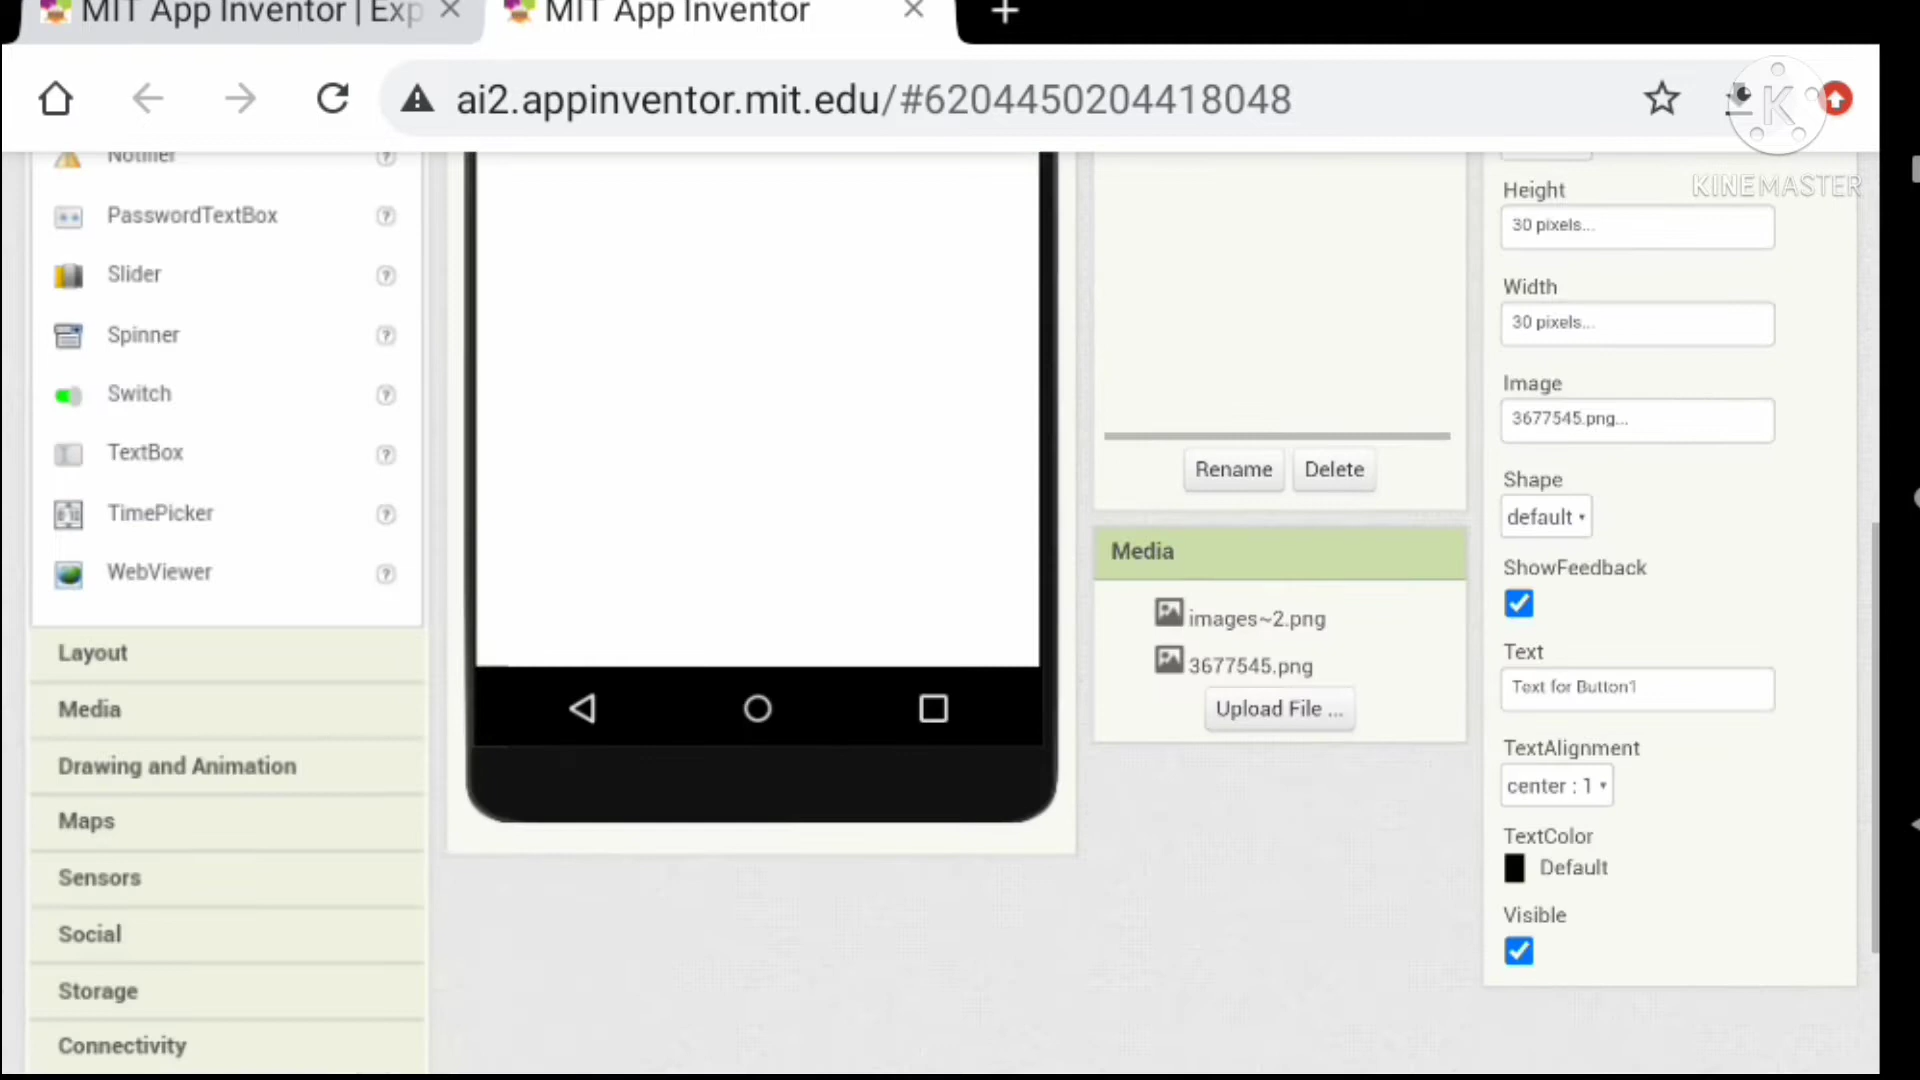 MIT App Inventor | Exp
MIT App Inventor
ai2.appinventor.mit.edu/#6204450204418048
K
KINEMASTER
Notifier
PasswordTextBox
Slider
Spinner
Switch
TextBox
TimePicker
WebViewer
Layout
Media
Drawing and Animation
Maps
Sensors
Social
Storage
Connectivity
Rename Delete
Media
images~2.png
3677545.png
Upload File ...
Height
30 pixels...
Width
30 pixels...
Image
3677545.png...
Shape
default
ShowFeedback
Text
Text for Button1
TextAlignment
center : 1
TextColor
Default
Visible